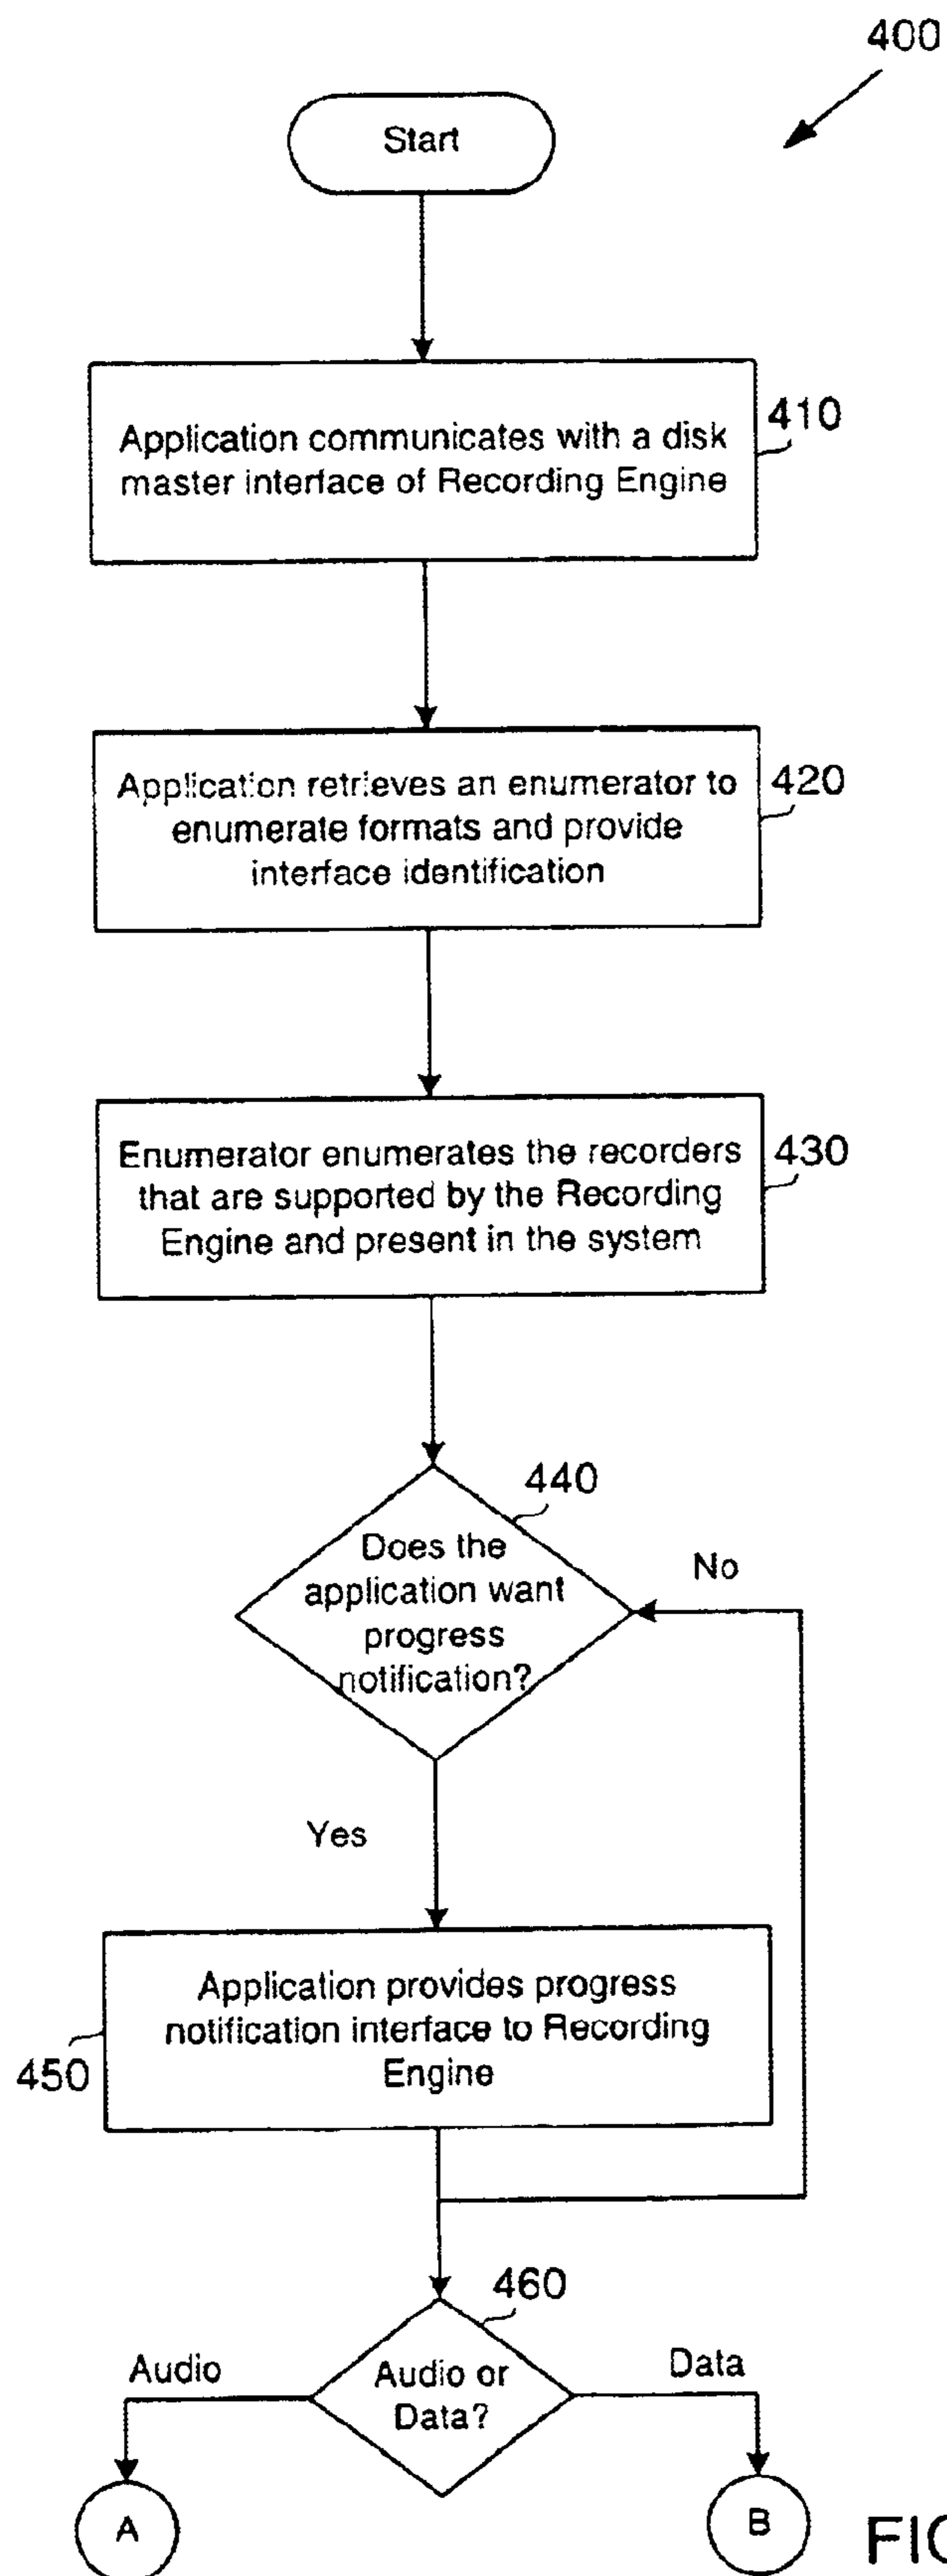 400
Start
Application communicates with a disk
master interface of Recording Engine
410
Application retrieves an enumerator to
enumerate formats and provide
interface identification
420
Enumerator enumerates the recorders
that are supported by the Recording
Engine and present in the system
430
440
Does the
application want
progress
notification?
No
Yes
Application provides progress
notification interface to Recording
Engine
450
460
Audio or
Data?
Audio
Data
A
B